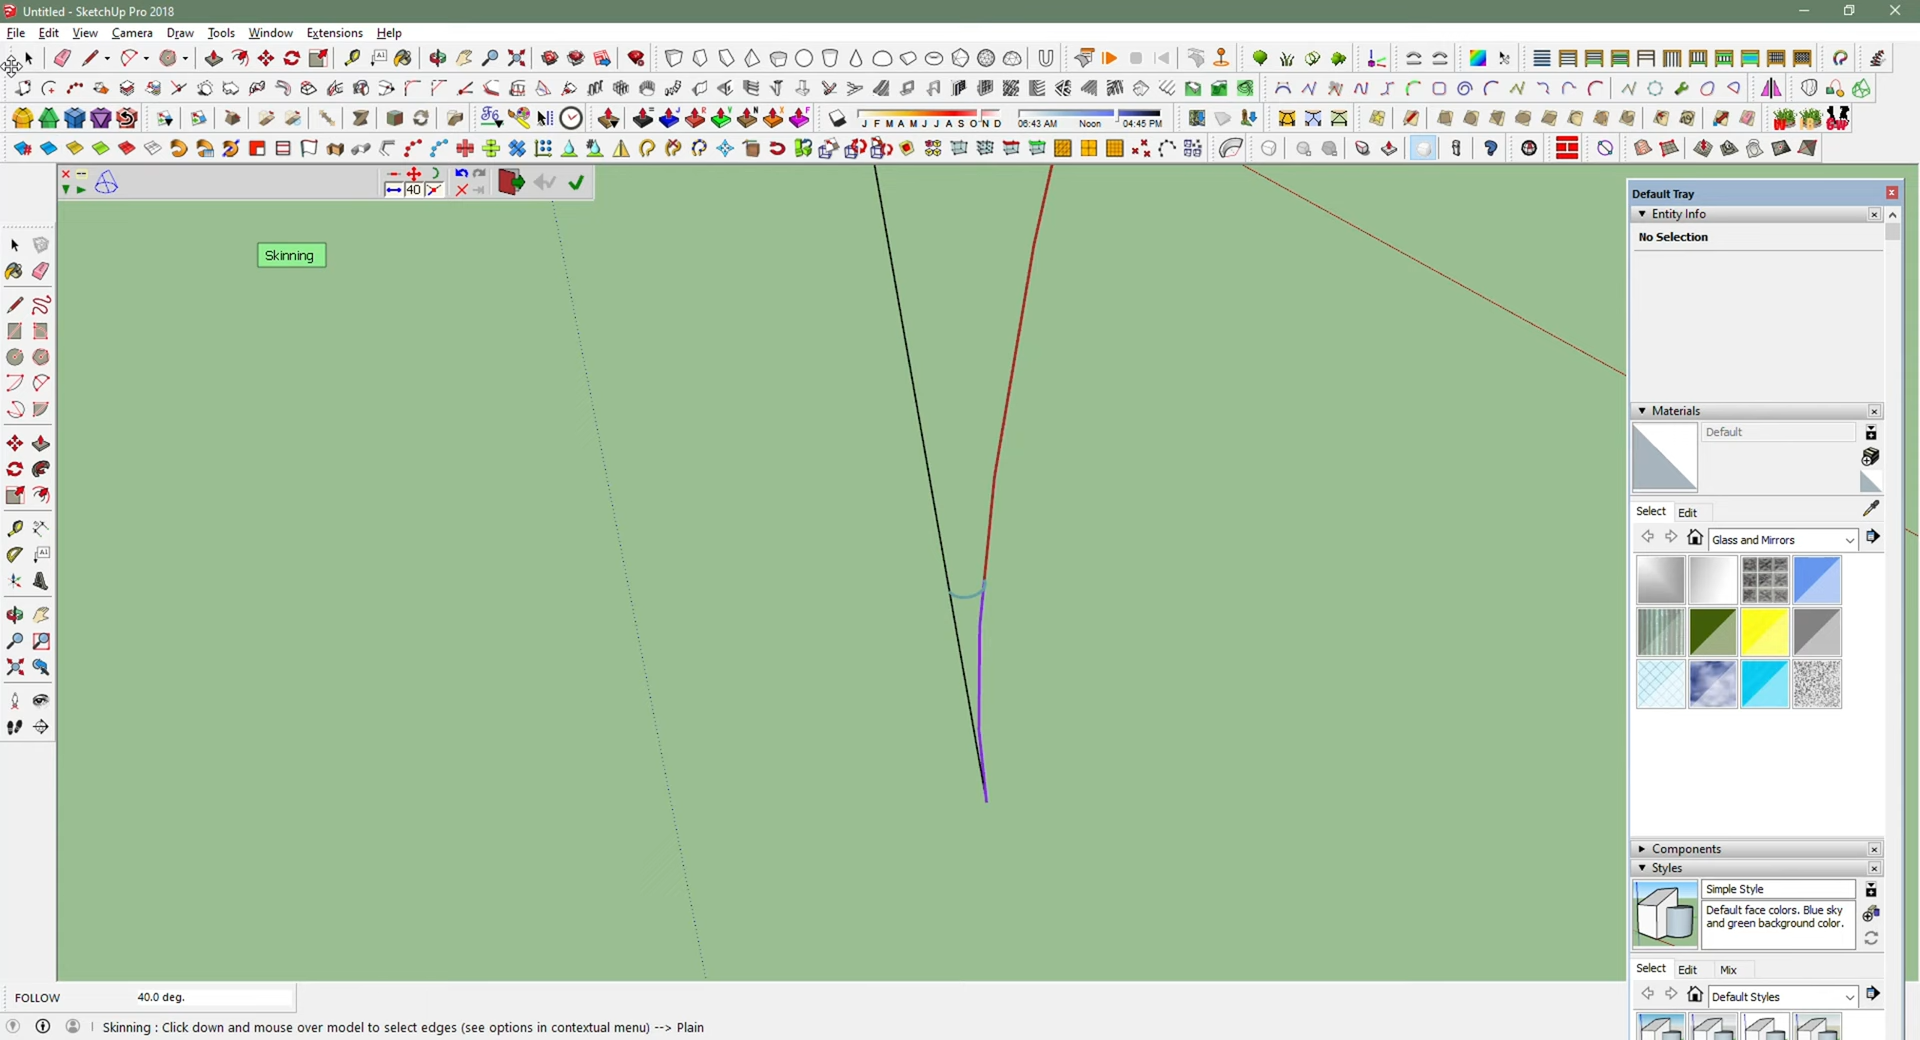 Untitled - SketchUp Pro 2018
File Edit View Camera Draw Tools Window Extensions Help
J F M A M J J A S O N D 06:43 AM Noon 04:45 PM
40
Skinning
Default Tray
Entity Info
No Selection
Materials
Default
Select Edit
Glass and Mirrors
Components
Styles
Simple Style
Default face colors. Blue sky
and green background color.
Select Edit Mix
Default Styles
FOLLOW 40.0 deg.
Skinning : Click down and mouse over model to select edges (see options in contextual menu) --> Plain